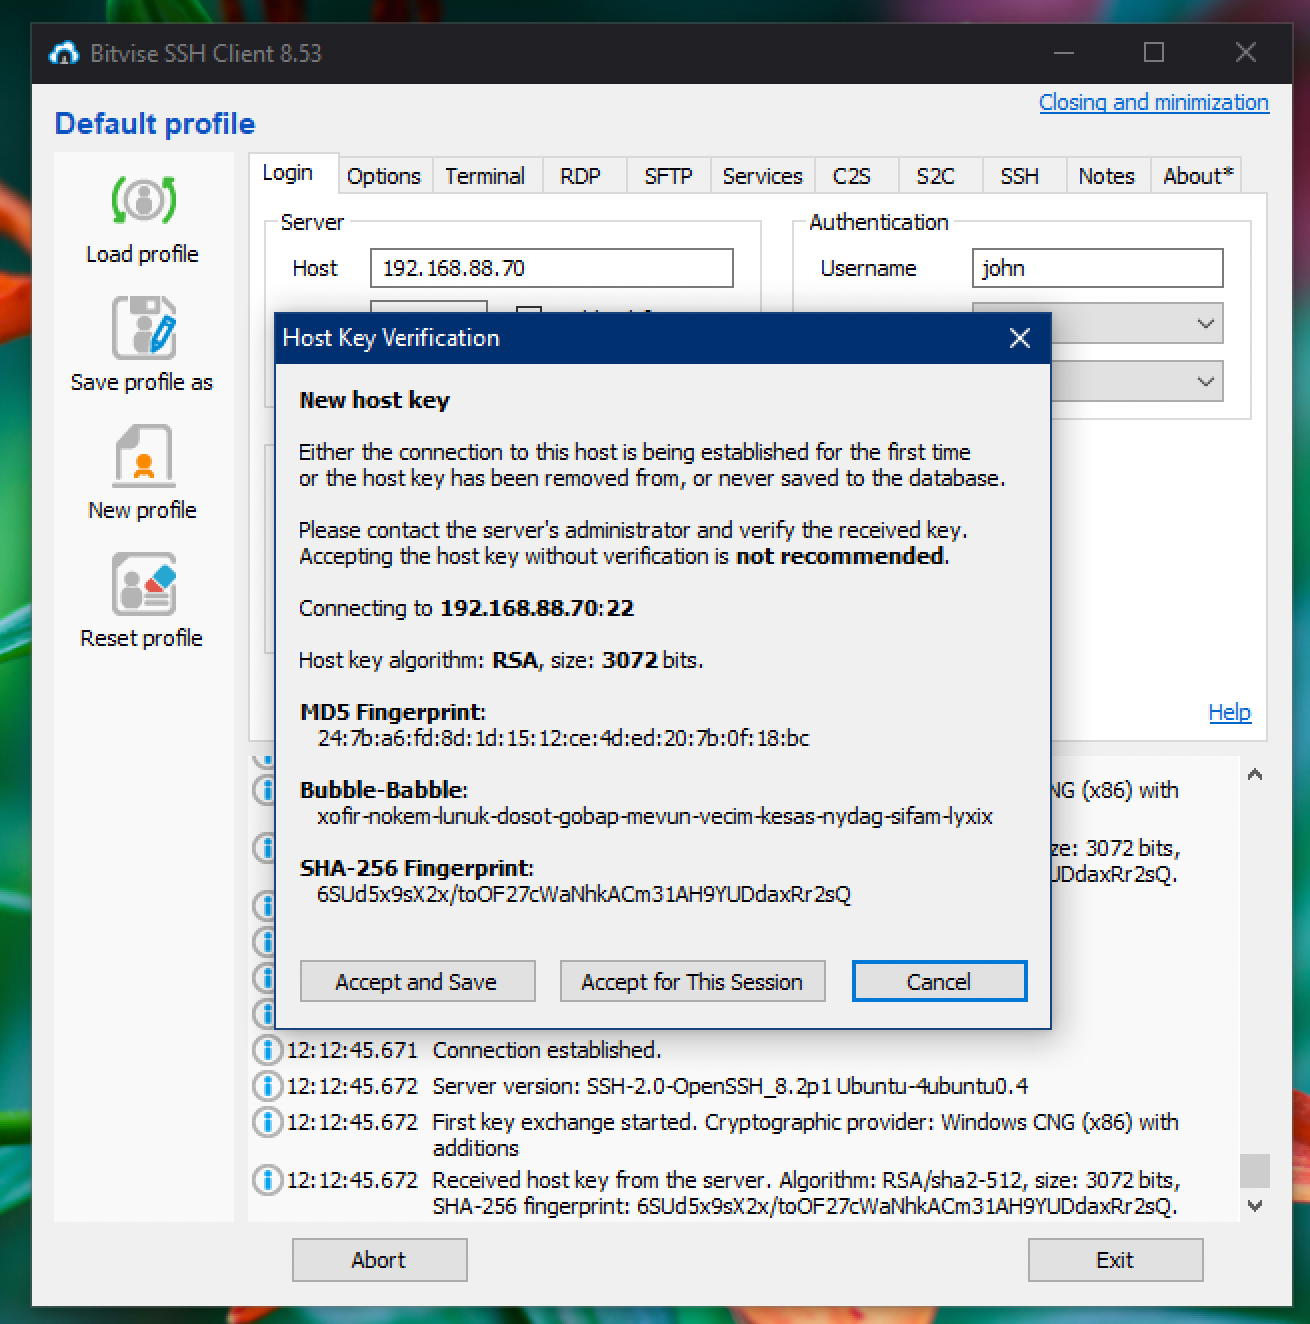 Bitvise SSH Client 8.53
Closing and minimization
Default profile
Load profile
Save profile as
New profile
Reset profile
Login Options Terminal RDP SFTP Services C2S S2C SSH Notes About*
Server
Host 192.168.88.70
Authentication
Username john
Host Key Verification
New host key
Either the connection to this host is being established for the first time
or the host key has been removed from, or never saved to the database.
Please contact the server's administrator and verify the received key.
Accepting the host key without verification is not recommended.
Connecting to 192.168.88.70:22
Host key algorithm: RSA, size: 3072 bits.
MD5 Fingerprint:
24:7b:a6:fd:8d:1d:15:12:ce:4d:ed:20:7b:0f:18:bc
Bubble-Babble:
xofir-nokem-lunuk-dosot-gobap-mevun-vecim-kesas-nydag-sifam-lyxix
SHA-256 Fingerprint:
6SUd5x9sX2x/toOF27cWaNhkACm31AH9YUDdaxRr2sQ
Accept and Save
Accept for This Session
Cancel
Help
NG (x86) with
ze: 3072 bits,
UDdaxRr2sQ.
12:12:45.671 Connection established.
12:12:45.672 Server version: SSH-2.0-OpenSSH_8.2p1 Ubuntu-4ubuntu0.4
12:12:45.672 First key exchange started. Cryptographic provider: Windows CNG (x86) with
additions
12:12:45.672 Received host key from the server. Algorithm: RSA/sha2-512, size: 3072 bits,
SHA-256 fingerprint: 6SUd5x9sX2x/toOF27cWaNhkACm31AH9YUDdaxRr2sQ.
Abort
Exit